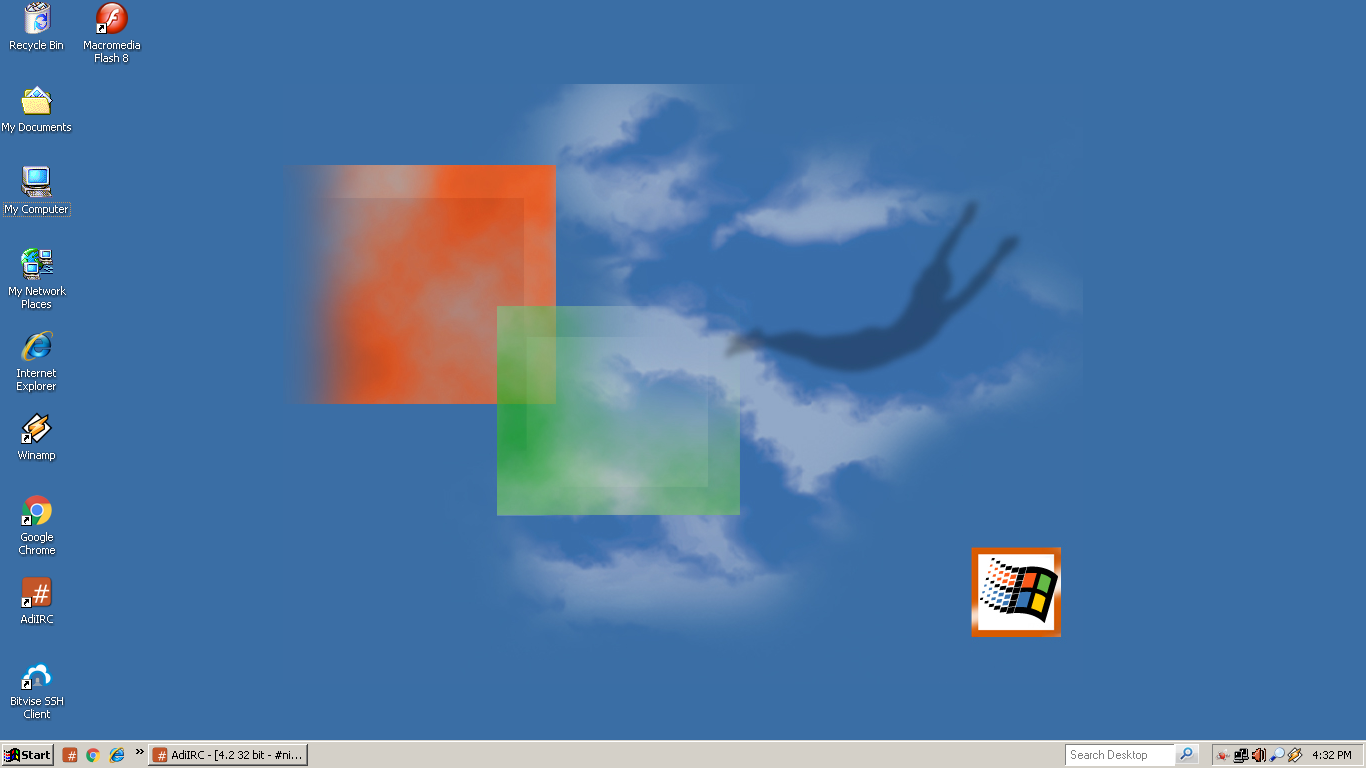 Recycle Bin
Macromedia
Flash 8
My Documents
My Computer
My Network
Places
Internet
Explorer
Winamp
Google
Chrome
AdiIRC
Bitvise SSH
Client
Start
»
AdiIRC - [4.2 32 bit - #ni...
Search Desktop
4:32 PM